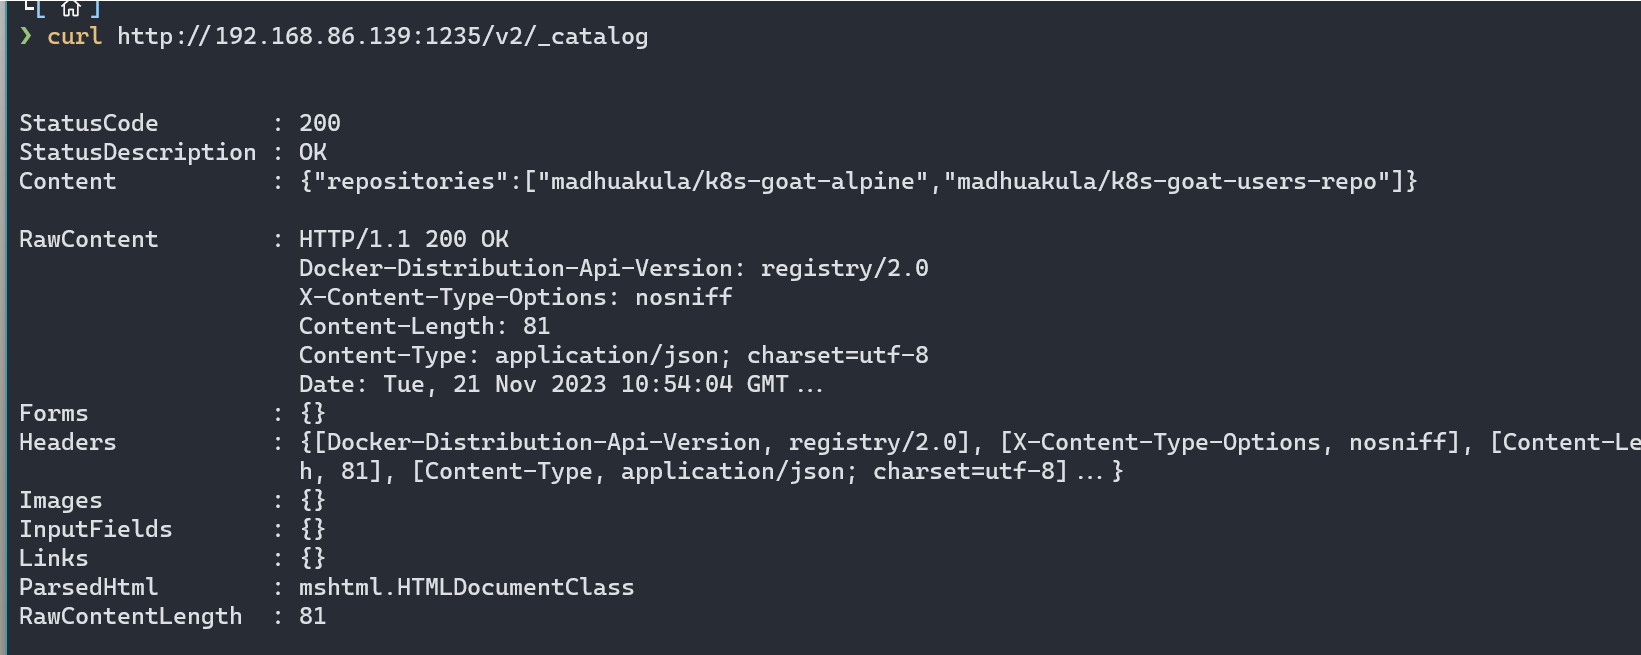 ❯ curl http://192.168.86.139:1235/v2/_catalog
StatusCode        : 200
StatusDescription : OK
Content           : {"repositories":["madhuakula/k8s-goat-alpine","madhuakula/k8s-goat-users-repo"]}
RawContent        : HTTP/1.1 200 OK
Docker-Distribution-Api-Version: registry/2.0
X-Content-Type-Options: nosniff
Content-Length: 81
Content-Type: application/json; charset=utf-8
Date: Tue, 21 Nov 2023 10:54:04 GMT...
Forms             : {}
Headers           : {[Docker-Distribution-Api-Version, registry/2.0], [X-Content-Type-Options, nosniff], [Content-Le
h, 81], [Content-Type, application/json; charset=utf-8]...}
Images            : {}
InputFields       : {}
Links             : {}
ParsedHtml        : mshtml.HTMLDocumentClass
RawContentLength  : 81